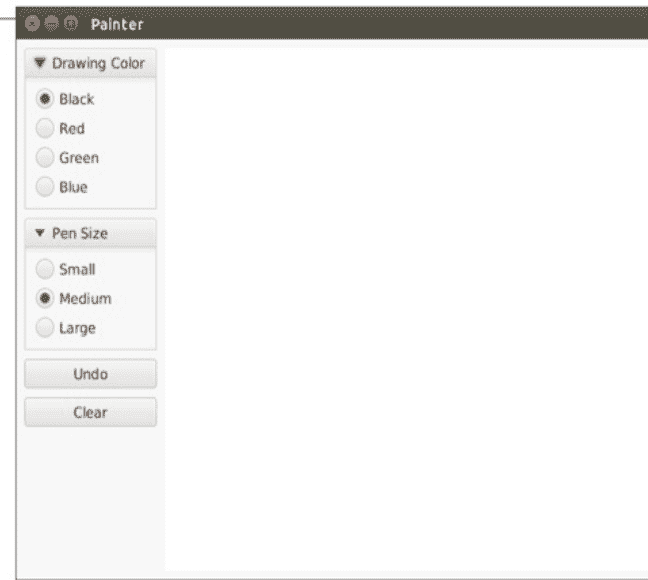 Painter
Drawing Color
Black
Red
Green
Blue
Pen Size
Small
Medium
Large
Undo
Clear